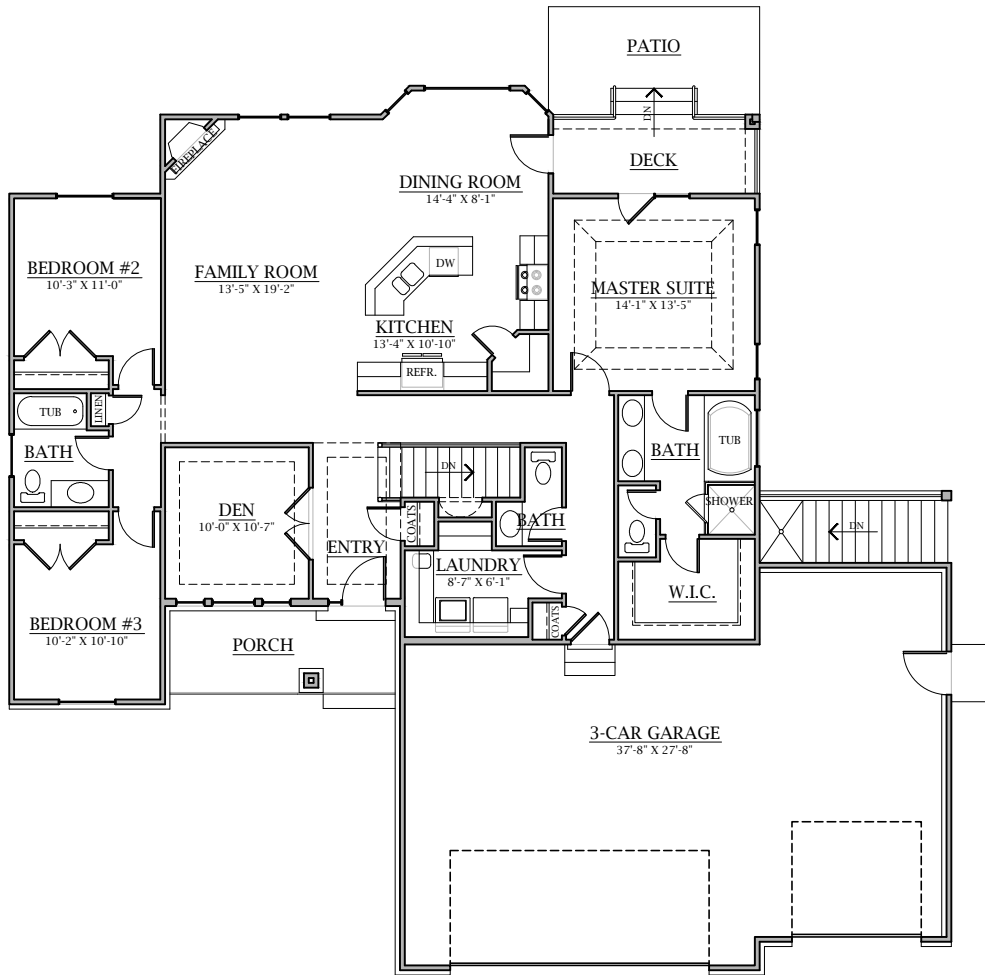 PATIO
DN
DECK
FIREPLACE
DINING ROOM
14'-4" X 8'-1"
BEDROOM #2
10'-3" X 11'-0"
FAMILY ROOM
13'-5" X 19'-2"
DW
MASTER SUITE
14'-1" X 13'-5"
KITCHEN
13'-4" X 10'-10"
REFR.
TUB
LINEN
BATH
TUB
BATH
DN
SHOWER
DEN
10'-0" X 10'-7"
COATS
BATH
DN
ENTRY
LAUNDRY
8'-7" X 6'-1"
W.I.C.
BEDROOM #3
10'-2" X 10'-10"
COATS
PORCH
3-CAR GARAGE
37'-8" X 27'-8"